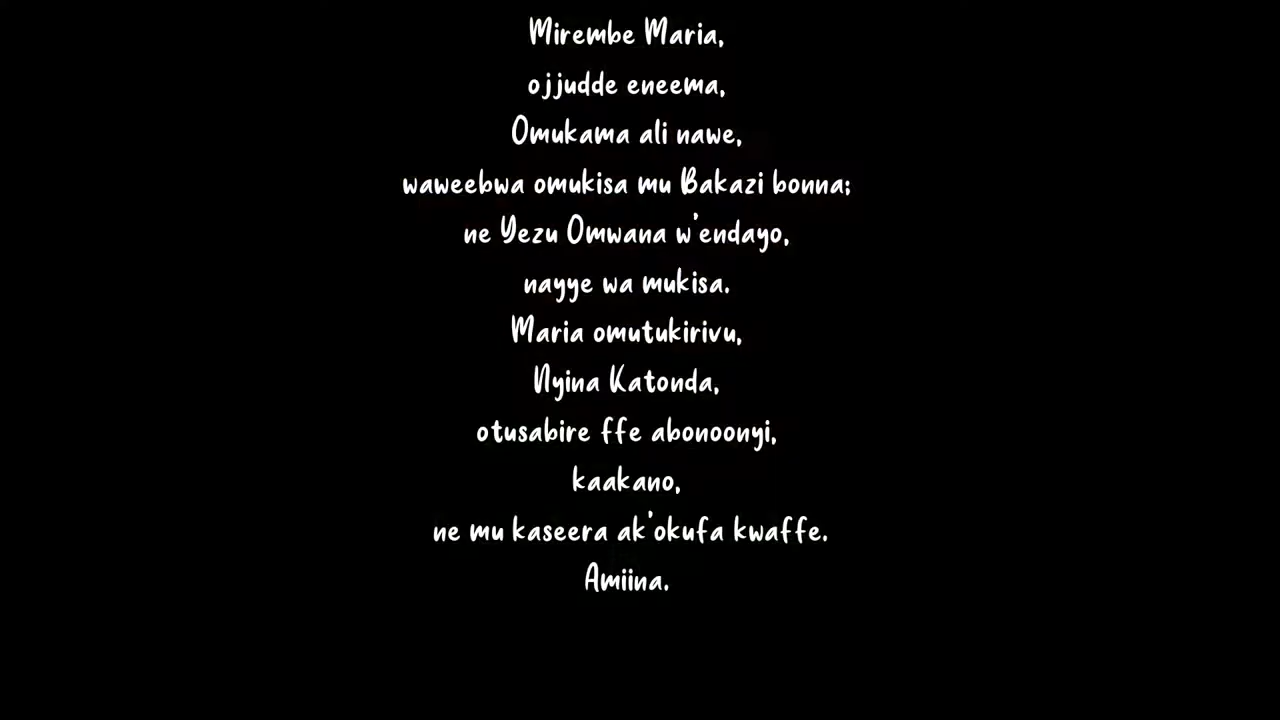 Mirembe Maria,
ojjudde eneema,
Omukama ali nawe,
waweebwa omukisa mu Bakazi bonna;
ne Yezu Omwana w'endayo,
nayye wa mukisa.
Maria omutukirivu,
Nyina Katonda,
otusabire ffe abonoonyi,
kaakano,
ne mu kaseera ak'okufa kwaffe.
Amiina.